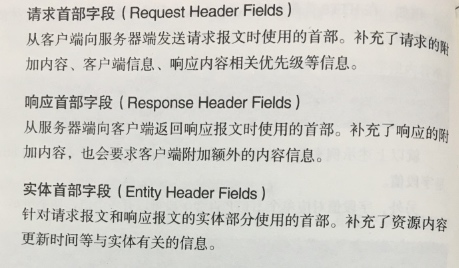 请求首部字段（Request Header Fields）
从客户端向服务器端发送请求报文时使用的首部。补充了请求的附
加内容、客户端信息、响应内容相关优先级等信息。
响应首部字段（Response Header Fields）
从服务器端向客户端返回响应报文时使用的首部。补充了响应的附
加内容，也会要求客户端附加额外的内容信息。
实体首部字段（Entity Header Fields）
针对请求报文和响应报文的实体部分使用的首部。补充了资源内容
更新时间等与实体有关的信息。